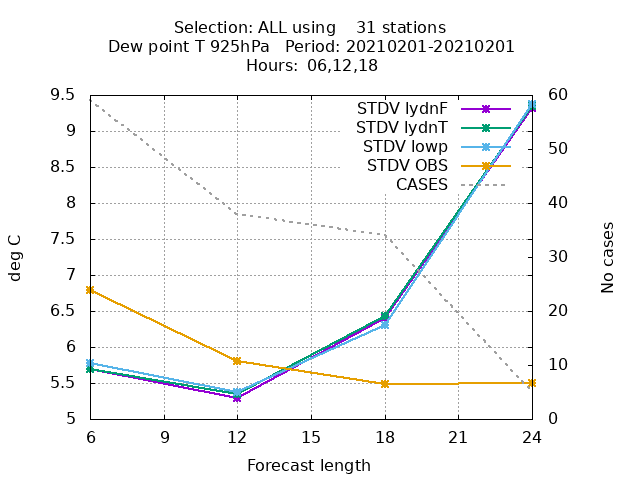 Selection: ALL using    31 stations
Dew point T 925hPa   Period: 20210201-20210201
Hours:  06,12,18
STDV lydnF
STDV lydnT
STDV lowp
STDV OBS
CASES
9.5
9
8.5
8
7.5
7
6.5
6
5.5
5
60
50
40
30
20
10
0
deg C
No cases
6 9 12 15 18 21 24
Forecast length